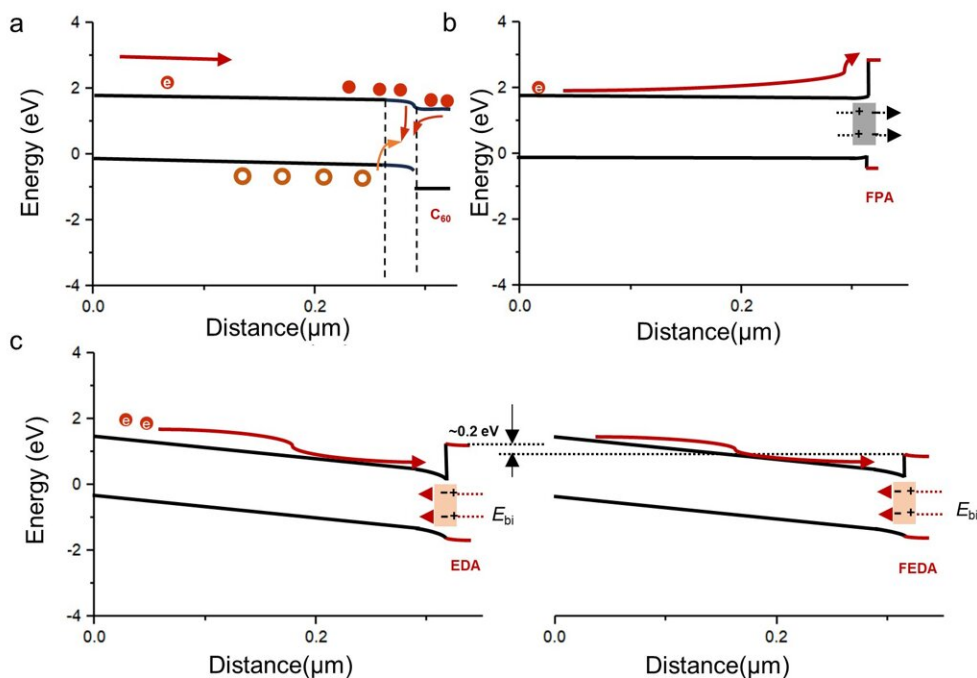 a
4
2
0
-2
-4
Energy (eV)
e
C₆₀
0.0
0.2
Distance(μm)
b
4
2
0
-2
-4
Energy (eV)
e
+
+
FPA
0.0
0.2
Distance(μm)
c
4
2
0
-2
-4
Energy (eV)
e e
~0.2 eV
-+
-+
E_bi
EDA
0.0
0.2
Distance(μm)
-+
-+
E_bi
FEDA
0.0
0.2
Distance(μm)